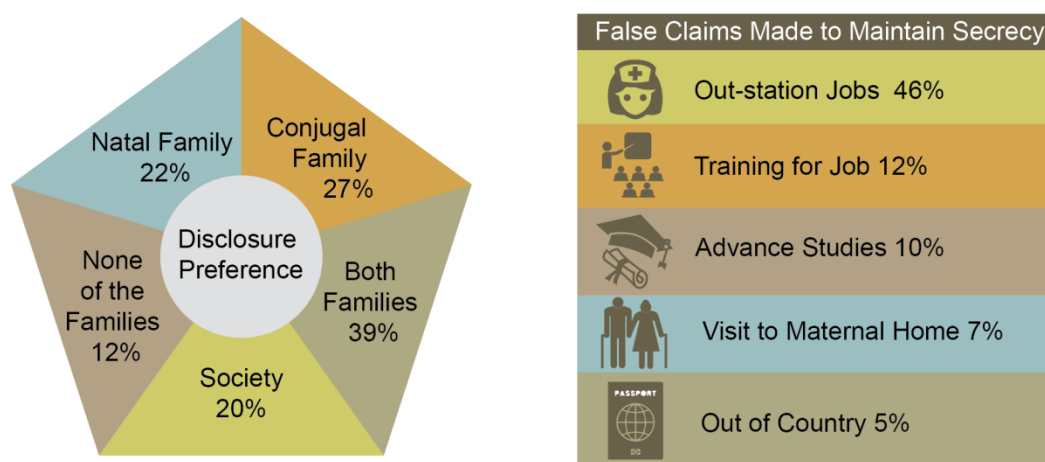 Natal Family
22%
Conjugal
Family
27%
Disclosure
Preference
None
of the
Families
12%
Both
Families
39%
Society
20%
False Claims Made to Maintain Secrecy
Out-station Jobs 46%
Training for Job 12%
Advance Studies 10%
Visit to Maternal Home 7%
PASSPORT
Out of Country 5%